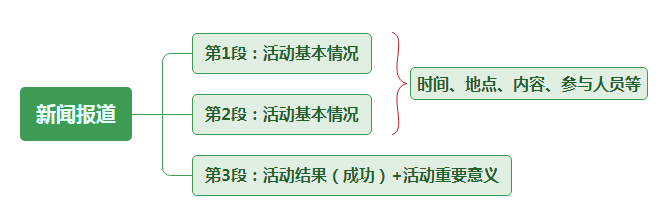 新闻报道
第1段：活动基本情况
第2段：活动基本情况
时间、地点、内容、参与人员等
第3段：活动结果（成功）+活动重要意义